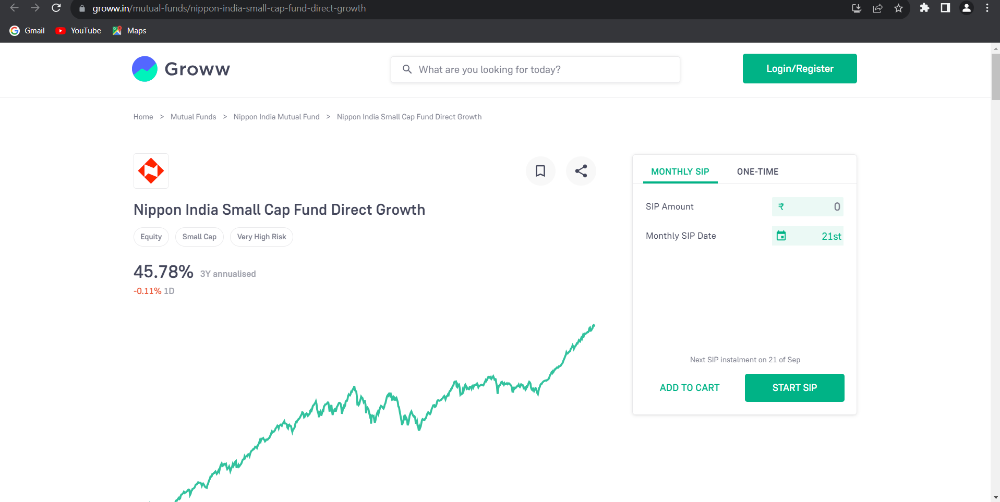 groww.in/mutual-funds/nippon-india-small-cap-fund-direct-growth
Gmail YouTube Maps
Groww
What are you looking for today?
Login/Register
Home > Mutual Funds > Nippon India Mutual Fund > Nippon India Small Cap Fund Direct Growth
Nippon India Small Cap Fund Direct Growth
Equity Small Cap Very High Risk
45.78% 3Y annualised
-0.11% 1D
MONTHLY SIP ONE-TIME
SIP Amount ₹ 0
Monthly SIP Date 21st
Next SIP instalment on 21 of Sep
ADD TO CART START SIP